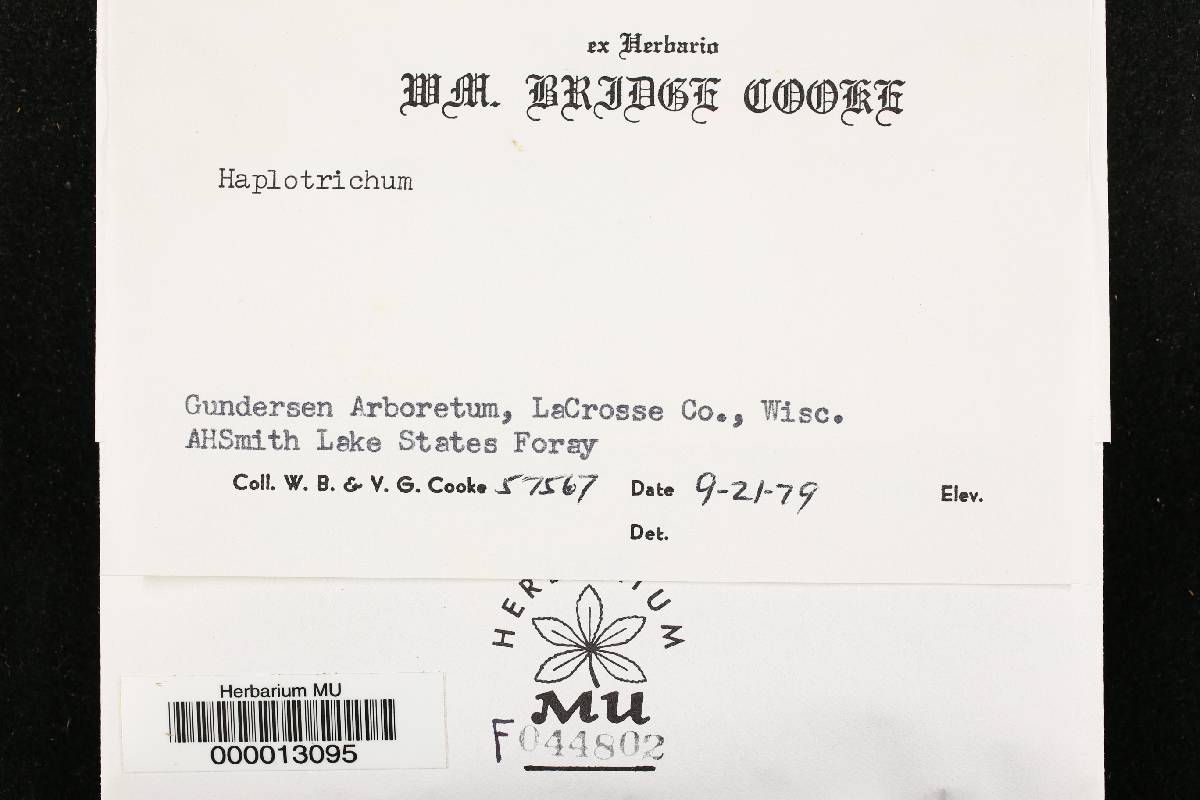 ex Herbario
WM. BRIDGE COOKE
Haplotrichum
Gundersen Arboretum, LaCrosse Co., Wisc.
AHSmith Lake States Foray
Coll. W. B. & V. G. Cooke 57567 Date 9-21-79 Elev.
Det.
MU
Herbarium MU
000013095
F044802